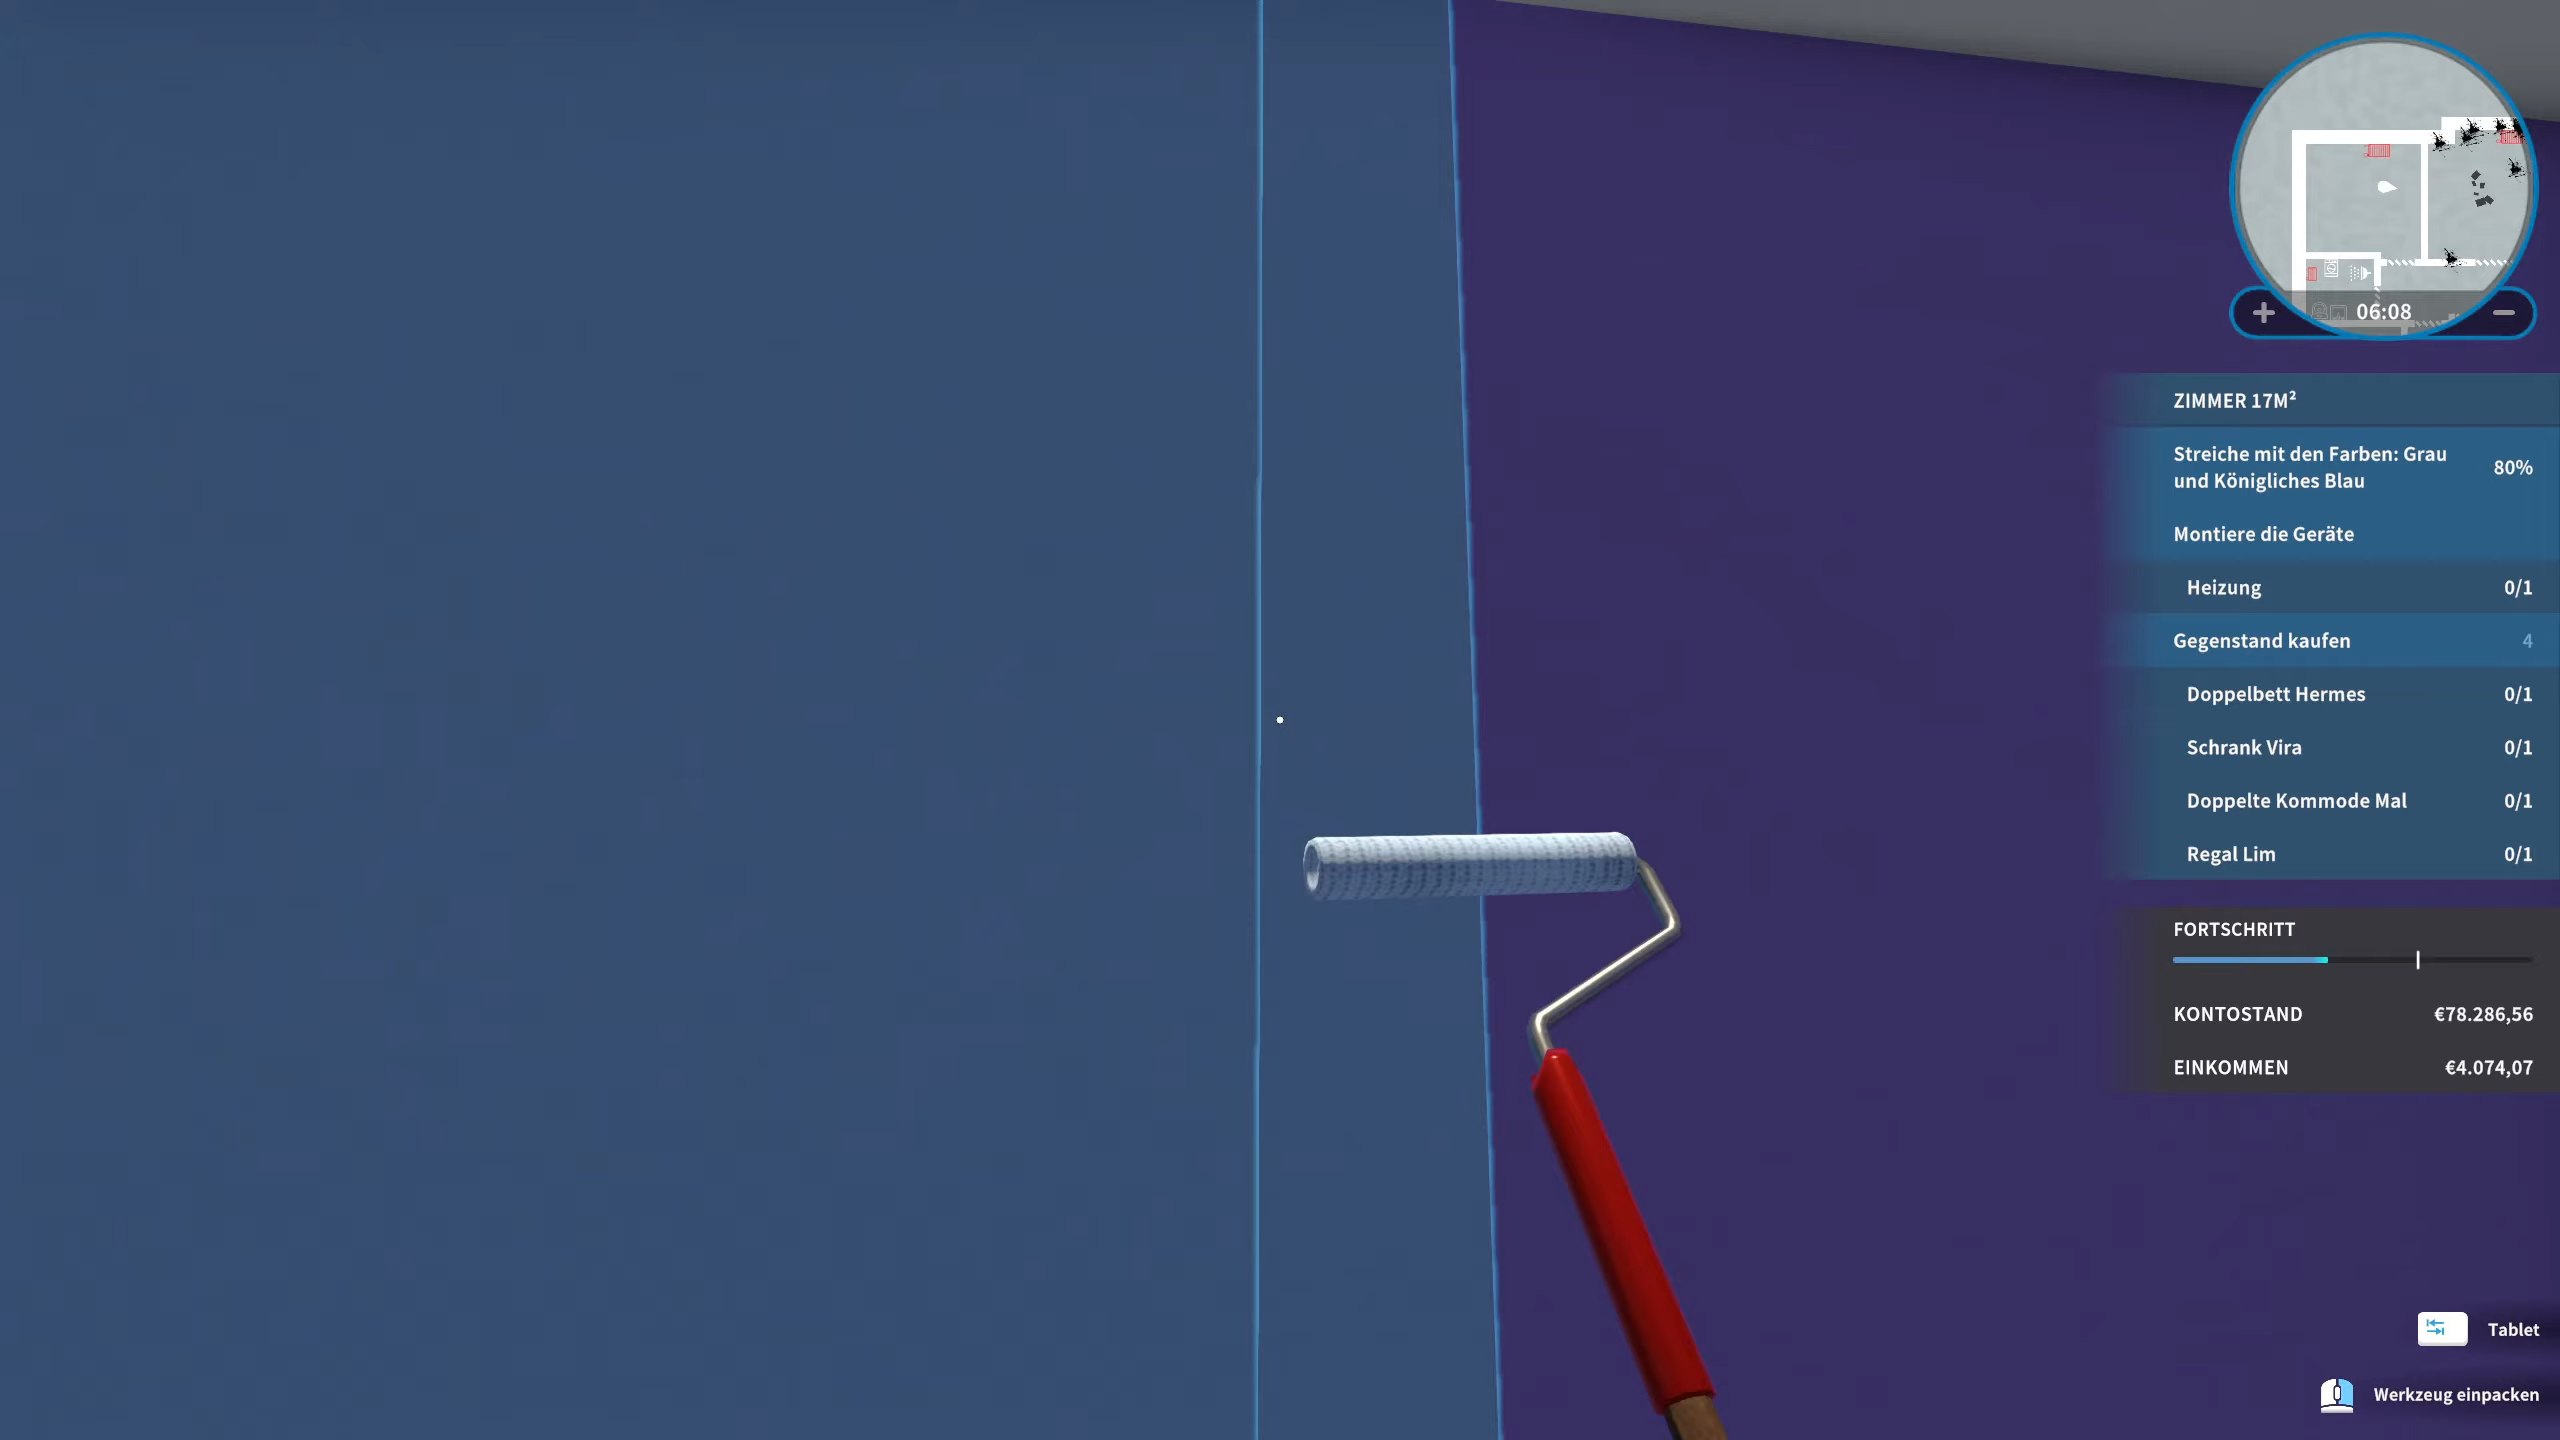 06:08
ZIMMER 17M²
Streiche mit den Farben: Grau 80%
und Königliches Blau
Montiere die Geräte
Heizung 0/1
Gegenstand kaufen 4
Doppelbett Hermes 0/1
Schrank Vira 0/1
Doppelte Kommode Mal 0/1
Regal Lim 0/1
FORTSCHRITT
KONTOSTAND €78.286,56
EINKOMMEN €4.074,07
Tablet
Werkzeug einpacken